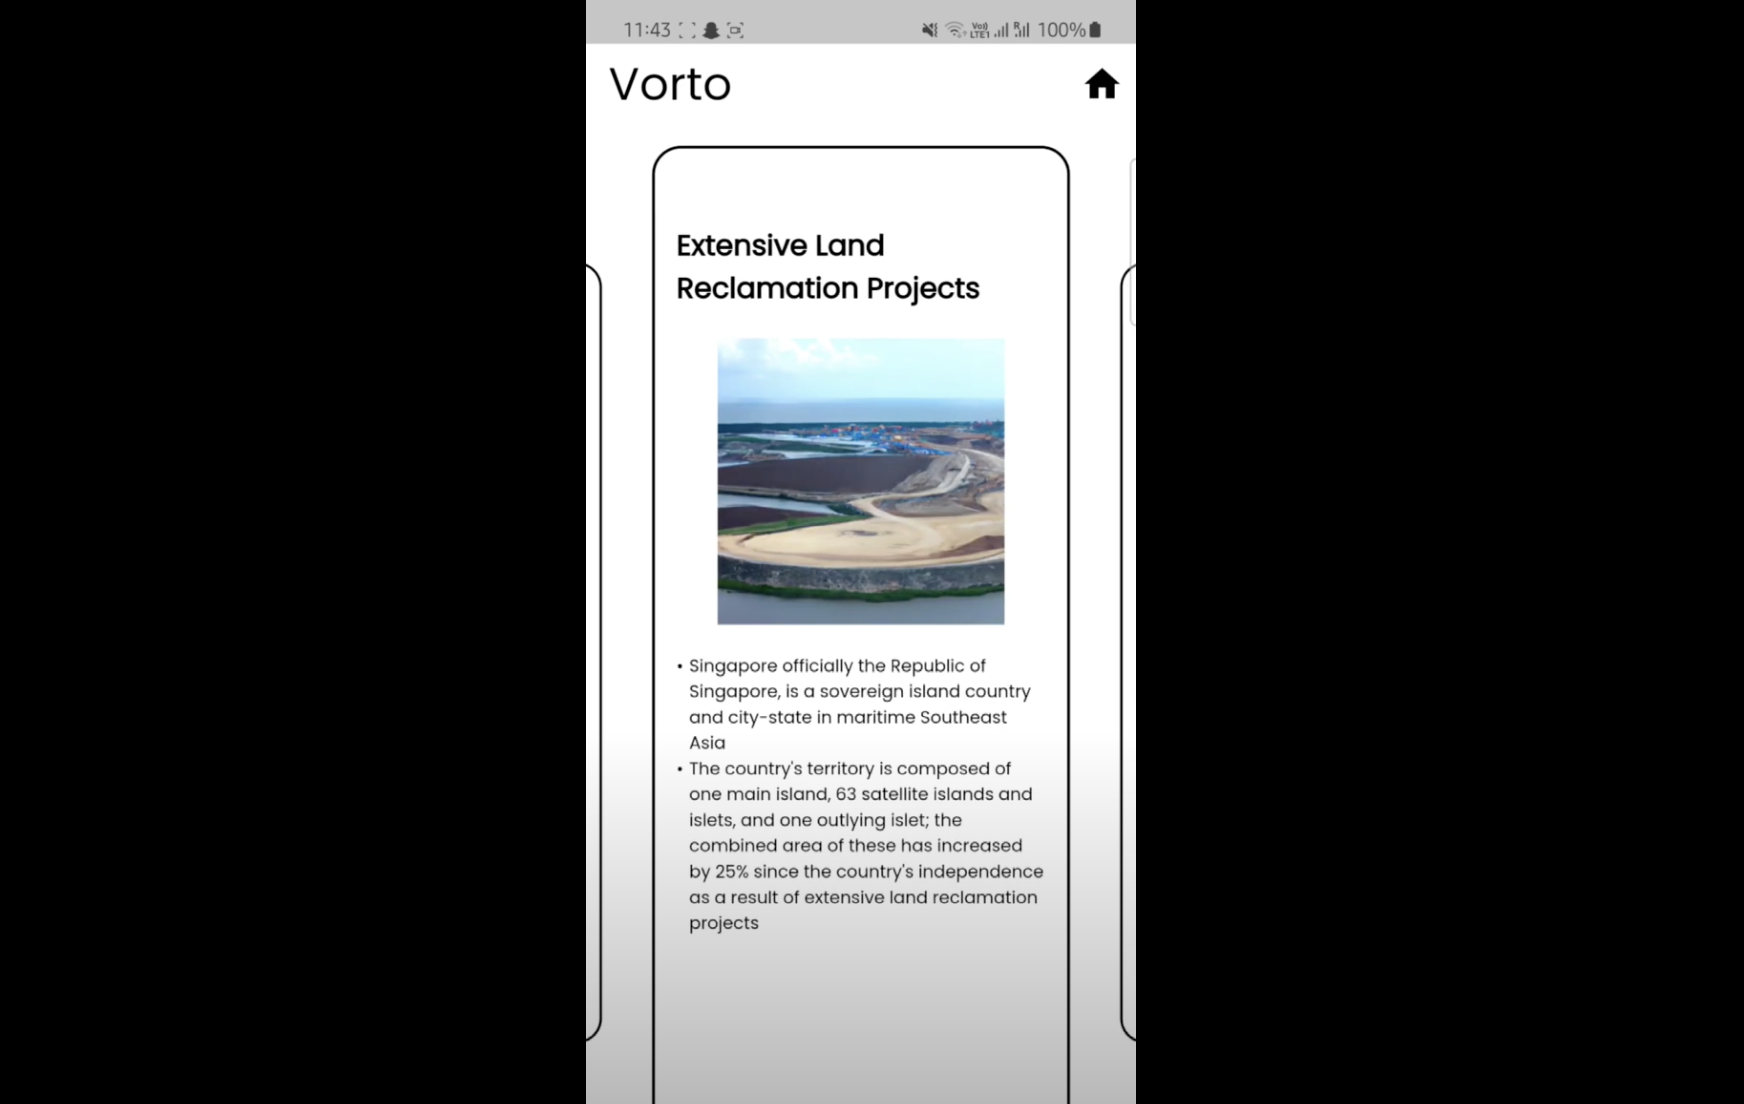 11:43
Vo)) LTE1 R 100%
Vorto
Extensive Land
Reclamation Projects
• Singapore officially the Republic of
Singapore, is a sovereign island country
and city-state in maritime Southeast
Asia
• The country's territory is composed of
one main island, 63 satellite islands and
islets, and one outlying islet; the
combined area of these has increased
by 25% since the country's independence
as a result of extensive land reclamation
projects